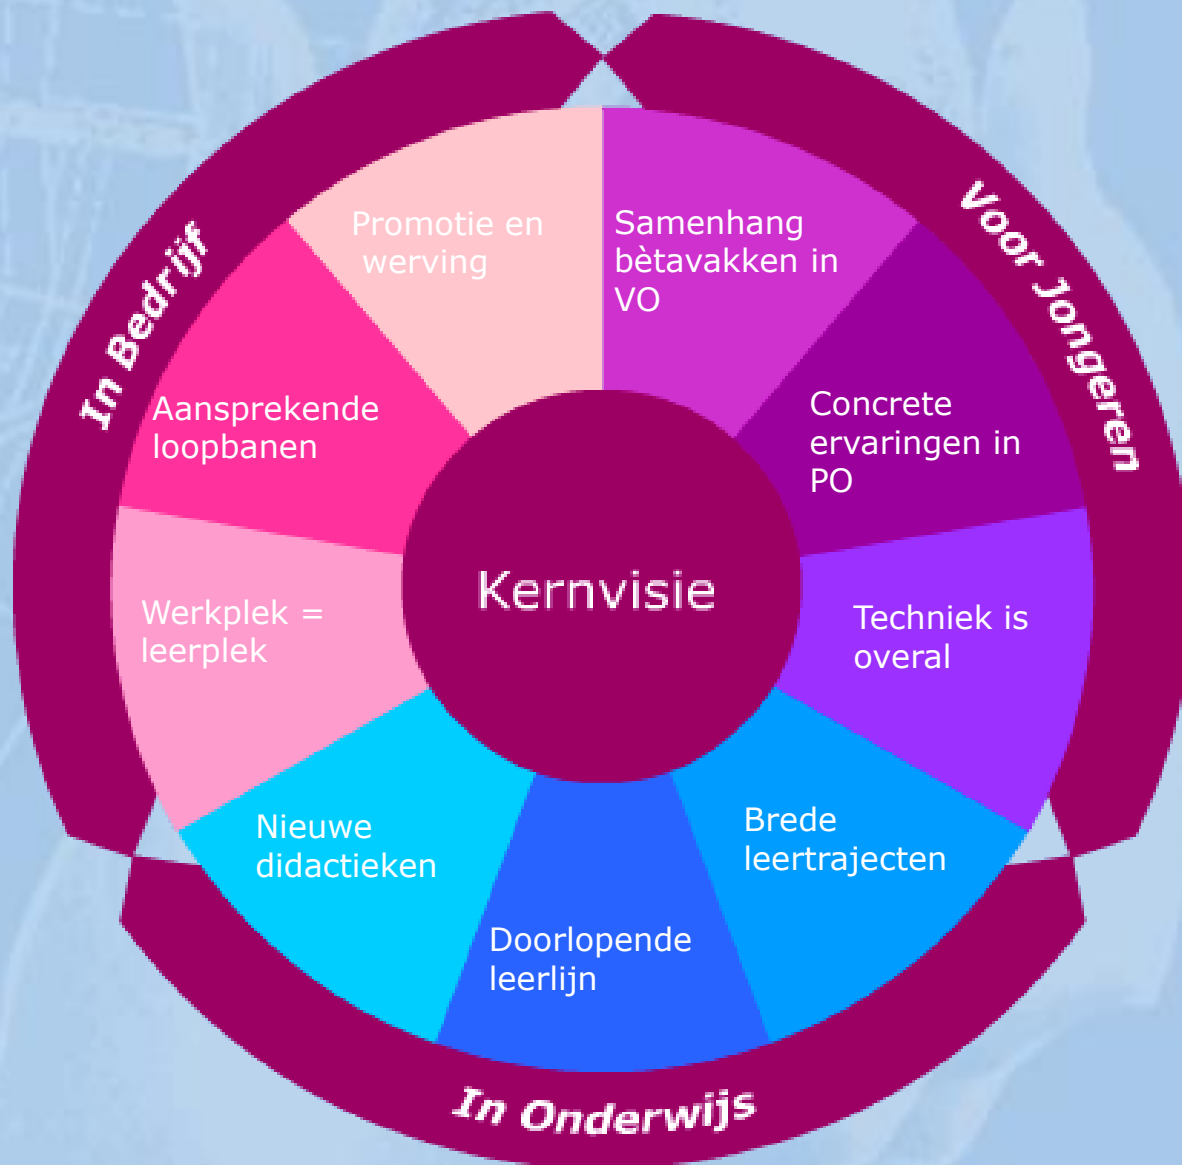 In Bedrijf
Voor Jongeren
Promotie en
werving
Samenhang
bètavakken in
VO
Aansprekende
loopbanen
Concrete
ervaringen in
PO
Kernvisie
Werkplek =
leerplek
Techniek is
overal
Nieuwe
didactieken
Brede
leertrajecten
Doorlopende
leerlijn
In Onderwijs